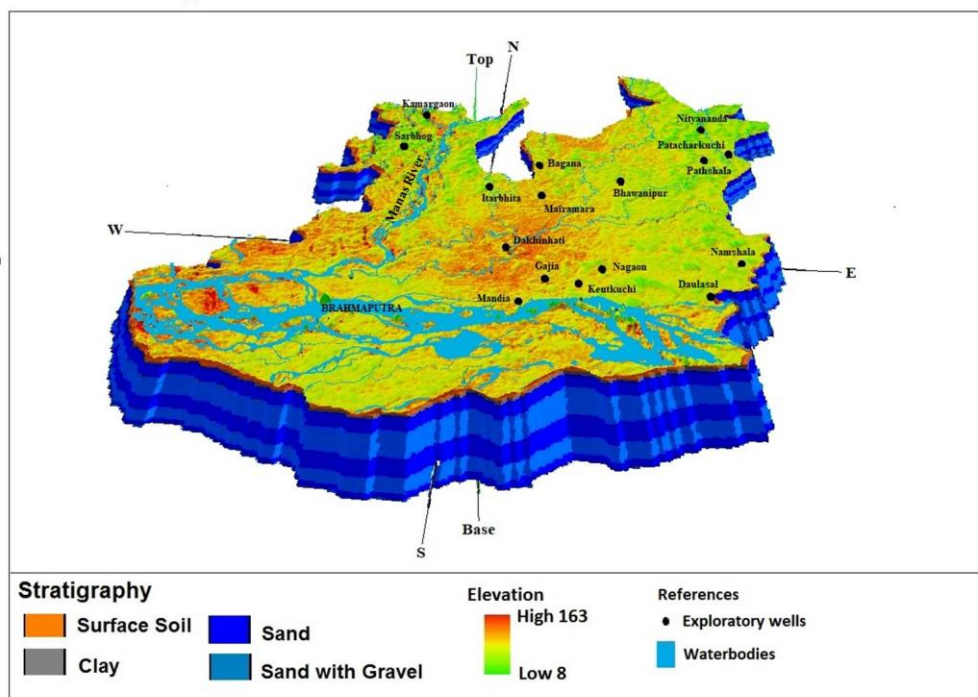 N
Top
Kamargaon
Nityananda
Sarbhog
Patacharkuchi
Bagana
Pathshala
Manas River
Itarbhita
Bhawanipur
Matramara
W
Dakhinhati
Namshala
E
Gajia
Nagaon
Keutkuchi
Daulasal
Mandia
BRAHMAPUTRA
Base
S
Stratigraphy
Surface Soil
Sand
Clay
Sand with Gravel
Elevation
High 163
Low 8
References
Exploratory wells
Waterbodies